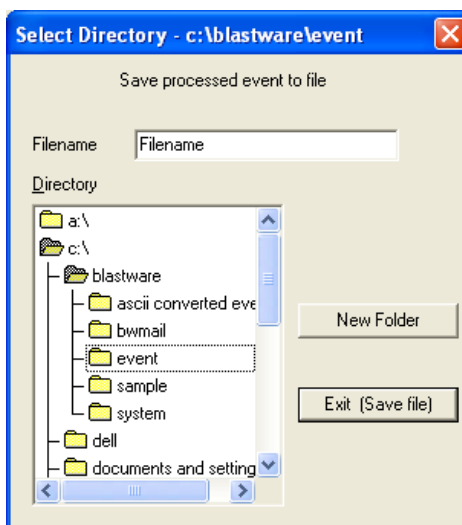 Select Directory - c:\blastware\event
Save processed event to file
Filename
Filename
Directory
a:\
c:\
blastware
ascii converted eve
bwmail
event
sample
system
dell
documents and setting
New Folder
Exit (Save file)